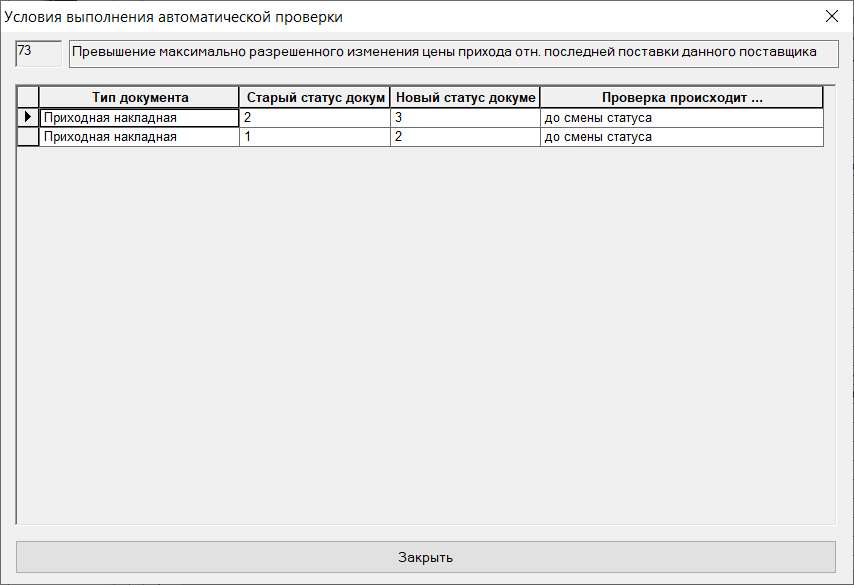 Условия выполнения автоматической проверки
73 Превышение максимально разрешенного изменения цены прихода отн. последней поставки данного поставщика
Тип документа Старый статус докум Новый статус докуме Проверка происходит ...
Приходная накладная 2 3 до смены статуса
Приходная накладная 1 2 до смены статуса
Закрыть